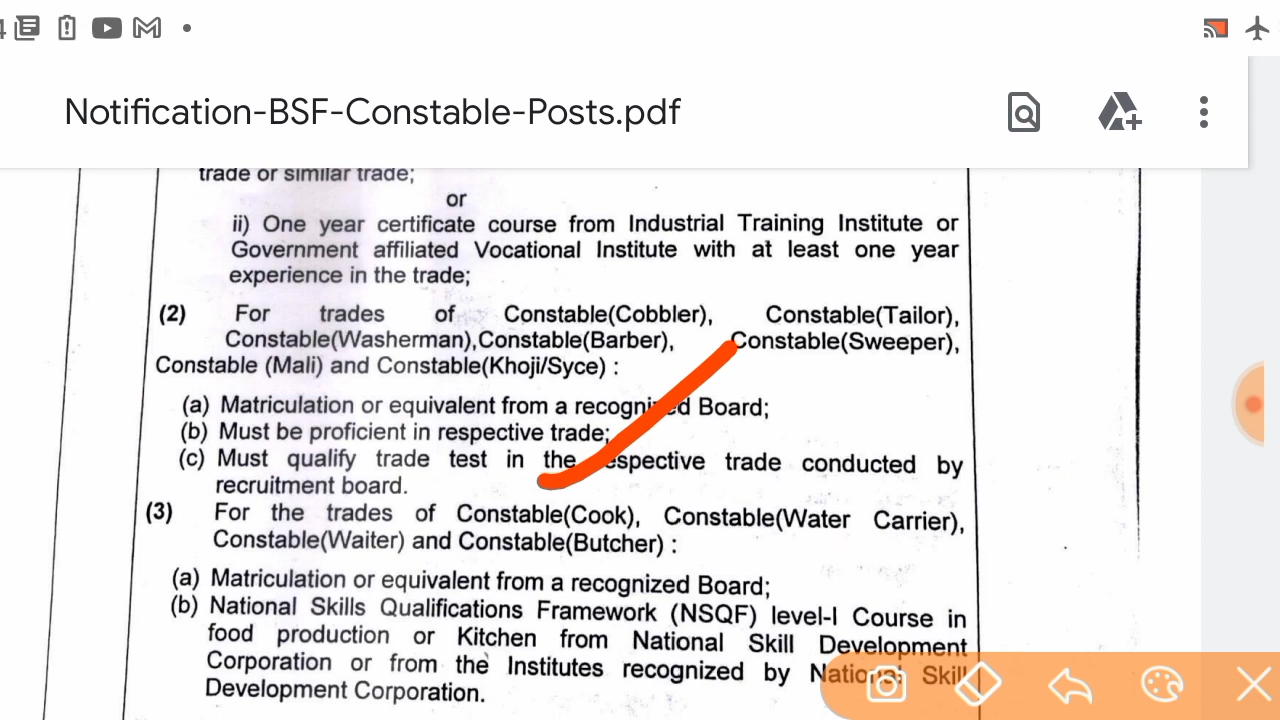 4
Notification-BSF-Constable-Posts.pdf
trade or similar trade;
or
ii) One year certificate course from Industrial Training Institute or
Government affiliated Vocational Institute with at least one year
experience in the trade;
(2) For trades of Constable(Cobbler), Constable(Tailor),
Constable(Washerman),Constable(Barber), Constable(Sweeper),
Constable (Mali) and Constable(Khoji/Syce) :
(a) Matriculation or equivalent from a recognized Board;
(b) Must be proficient in respective trade;
(c) Must qualify trade test in the respective trade conducted by
recruitment board.
(3) For the trades of Constable(Cook), Constable(Water Carrier),
Constable(Waiter) and Constable(Butcher) :
(a) Matriculation or equivalent from a recognized Board;
(b) National Skills Qualifications Framework (NSQF) level-I Course in
food production or Kitchen from National Skill Development
Corporation or from the Institutes recognized by National Skill
Development Corporation.